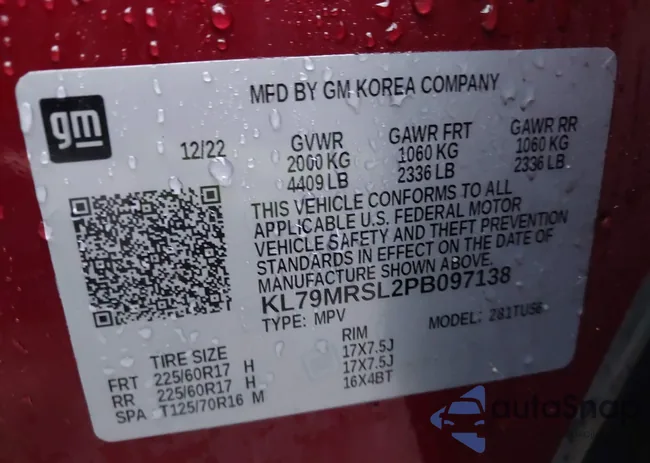 MFD BY GM KOREA COMPANY
gm
12/22
GVWR GAWR FRT GAWR RR
2000 KG 1060 KG 1060 KG
4409 LB 2336 LB 2336 LB
THIS VEHICLE CONFORMS TO ALL
APPLICABLE U.S. FEDERAL MOTOR
VEHICLE SAFETY AND THEFT PREVENTION
STANDARDS IN EFFECT ON THE DATE OF
MANUFACTURE SHOWN ABOVE.
KL79MRSL2PB097138
TYPE: MPV MODEL:
TIRE SIZE RIM
FRT 225/60R17 H 17X7.5J
RR 225/60R17 H 17X7.5J
SPA T125/70R16 M 16X4BT
autoSnap